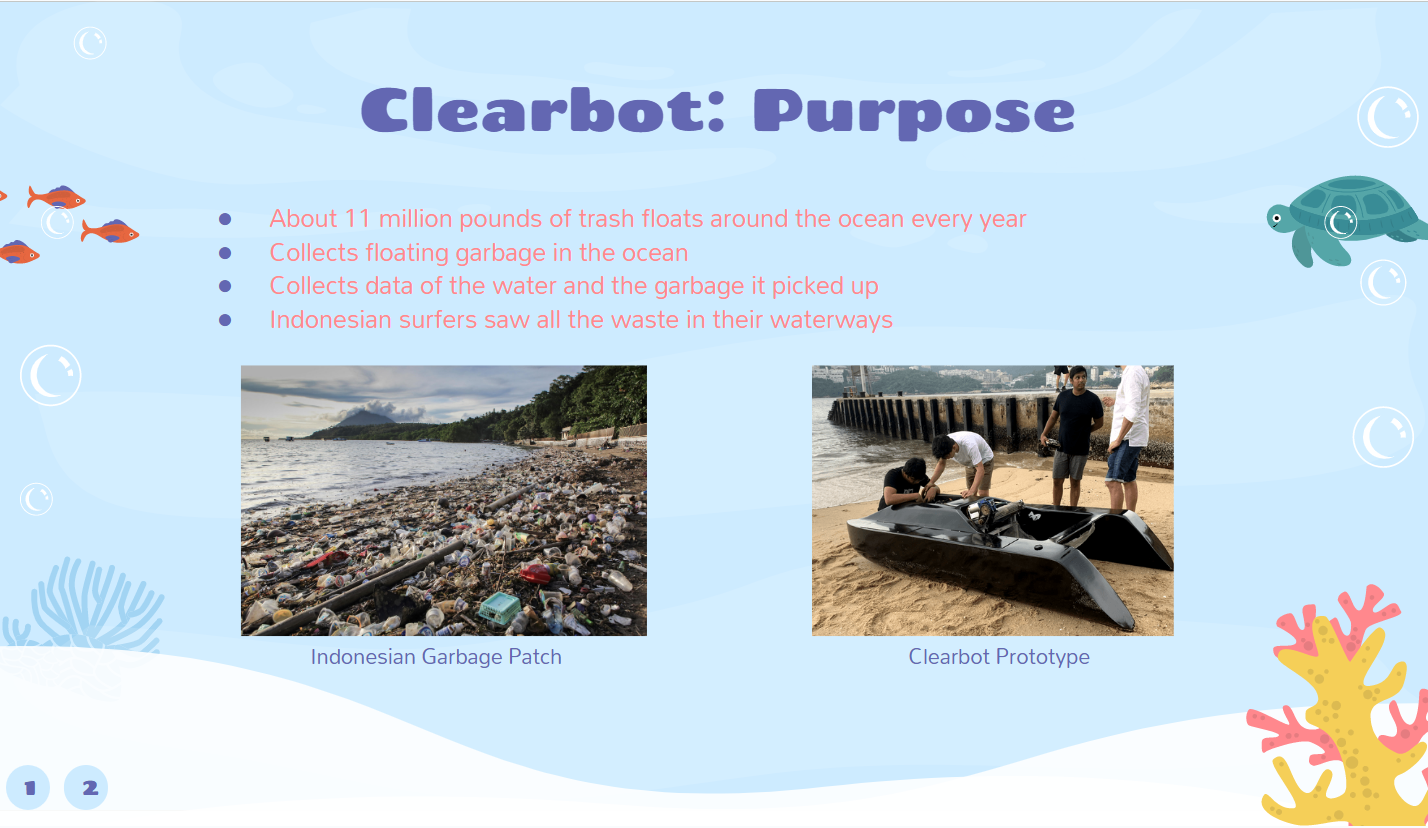 Clearbot: Purpose
● About 11 million pounds of trash floats around the ocean every year
● Collects floating garbage in the ocean
● Collects data of the water and the garbage it picked up
● Indonesian surfers saw all the waste in their waterways
Indonesian Garbage Patch
Clearbot Prototype
1 2